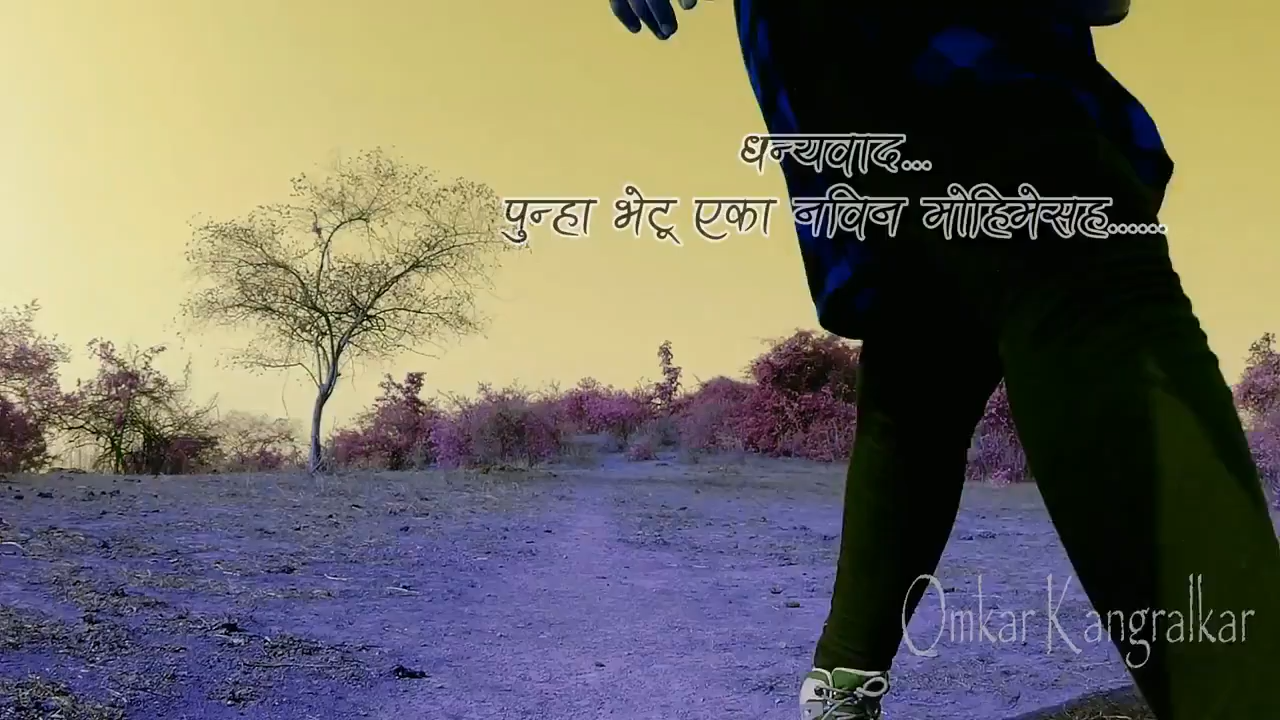 धन्यवाद...
पुन्हा भेटू एका नविन मोहिमेसह......
Omkar Kangralkar